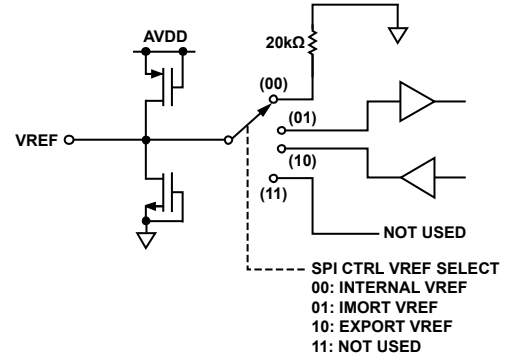 AVDD
20kΩ
(00)
VREF
(01)
(10)
(11)
NOT USED
SPI CTRL VREF SELECT
00: INTERNAL VREF
01: IMORT VREF
10: EXPORT VREF
11: NOT USED